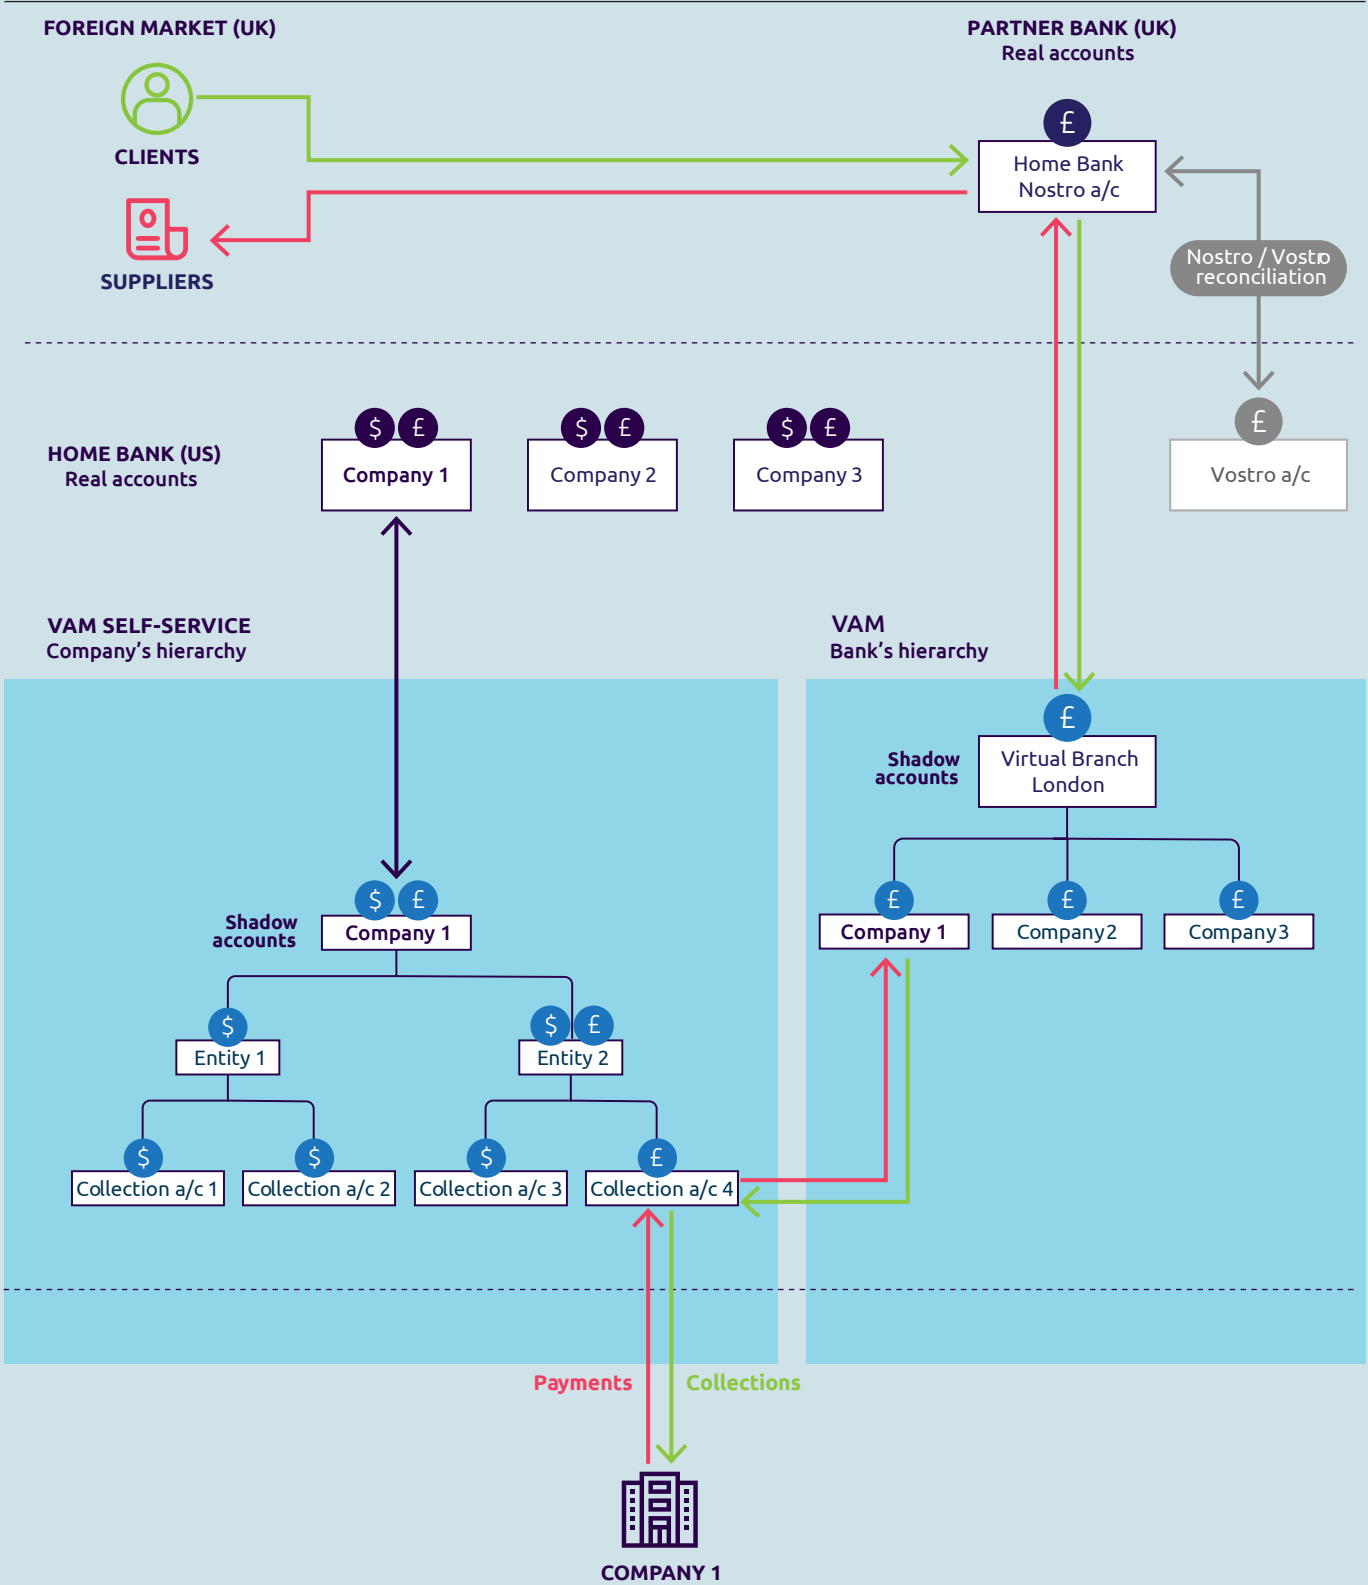 FOREIGN MARKET (UK)
PARTNER BANK (UK)
Real accounts
CLIENTS
£
Home Bank
Nostro a/c
SUPPLIERS
Nostro / Vostro
reconciliation
HOME BANK (US)
Real accounts
$ £
Company 1
$ £
Company 2
$ £
Company 3
£
Vostro a/c
VAM SELF-SERVICE
Company's hierarchy
VAM
Bank's hierarchy
£
Shadow
accounts
Virtual Branch
London
£
Company 1
£
Company2
£
Company3
Shadow
accounts
$ £
Company 1
$
Entity 1
$ £
Entity 2
$
Collection a/c 1
$
Collection a/c 2
$
Collection a/c 3
£
Collection a/c 4
Payments
Collections
COMPANY 1